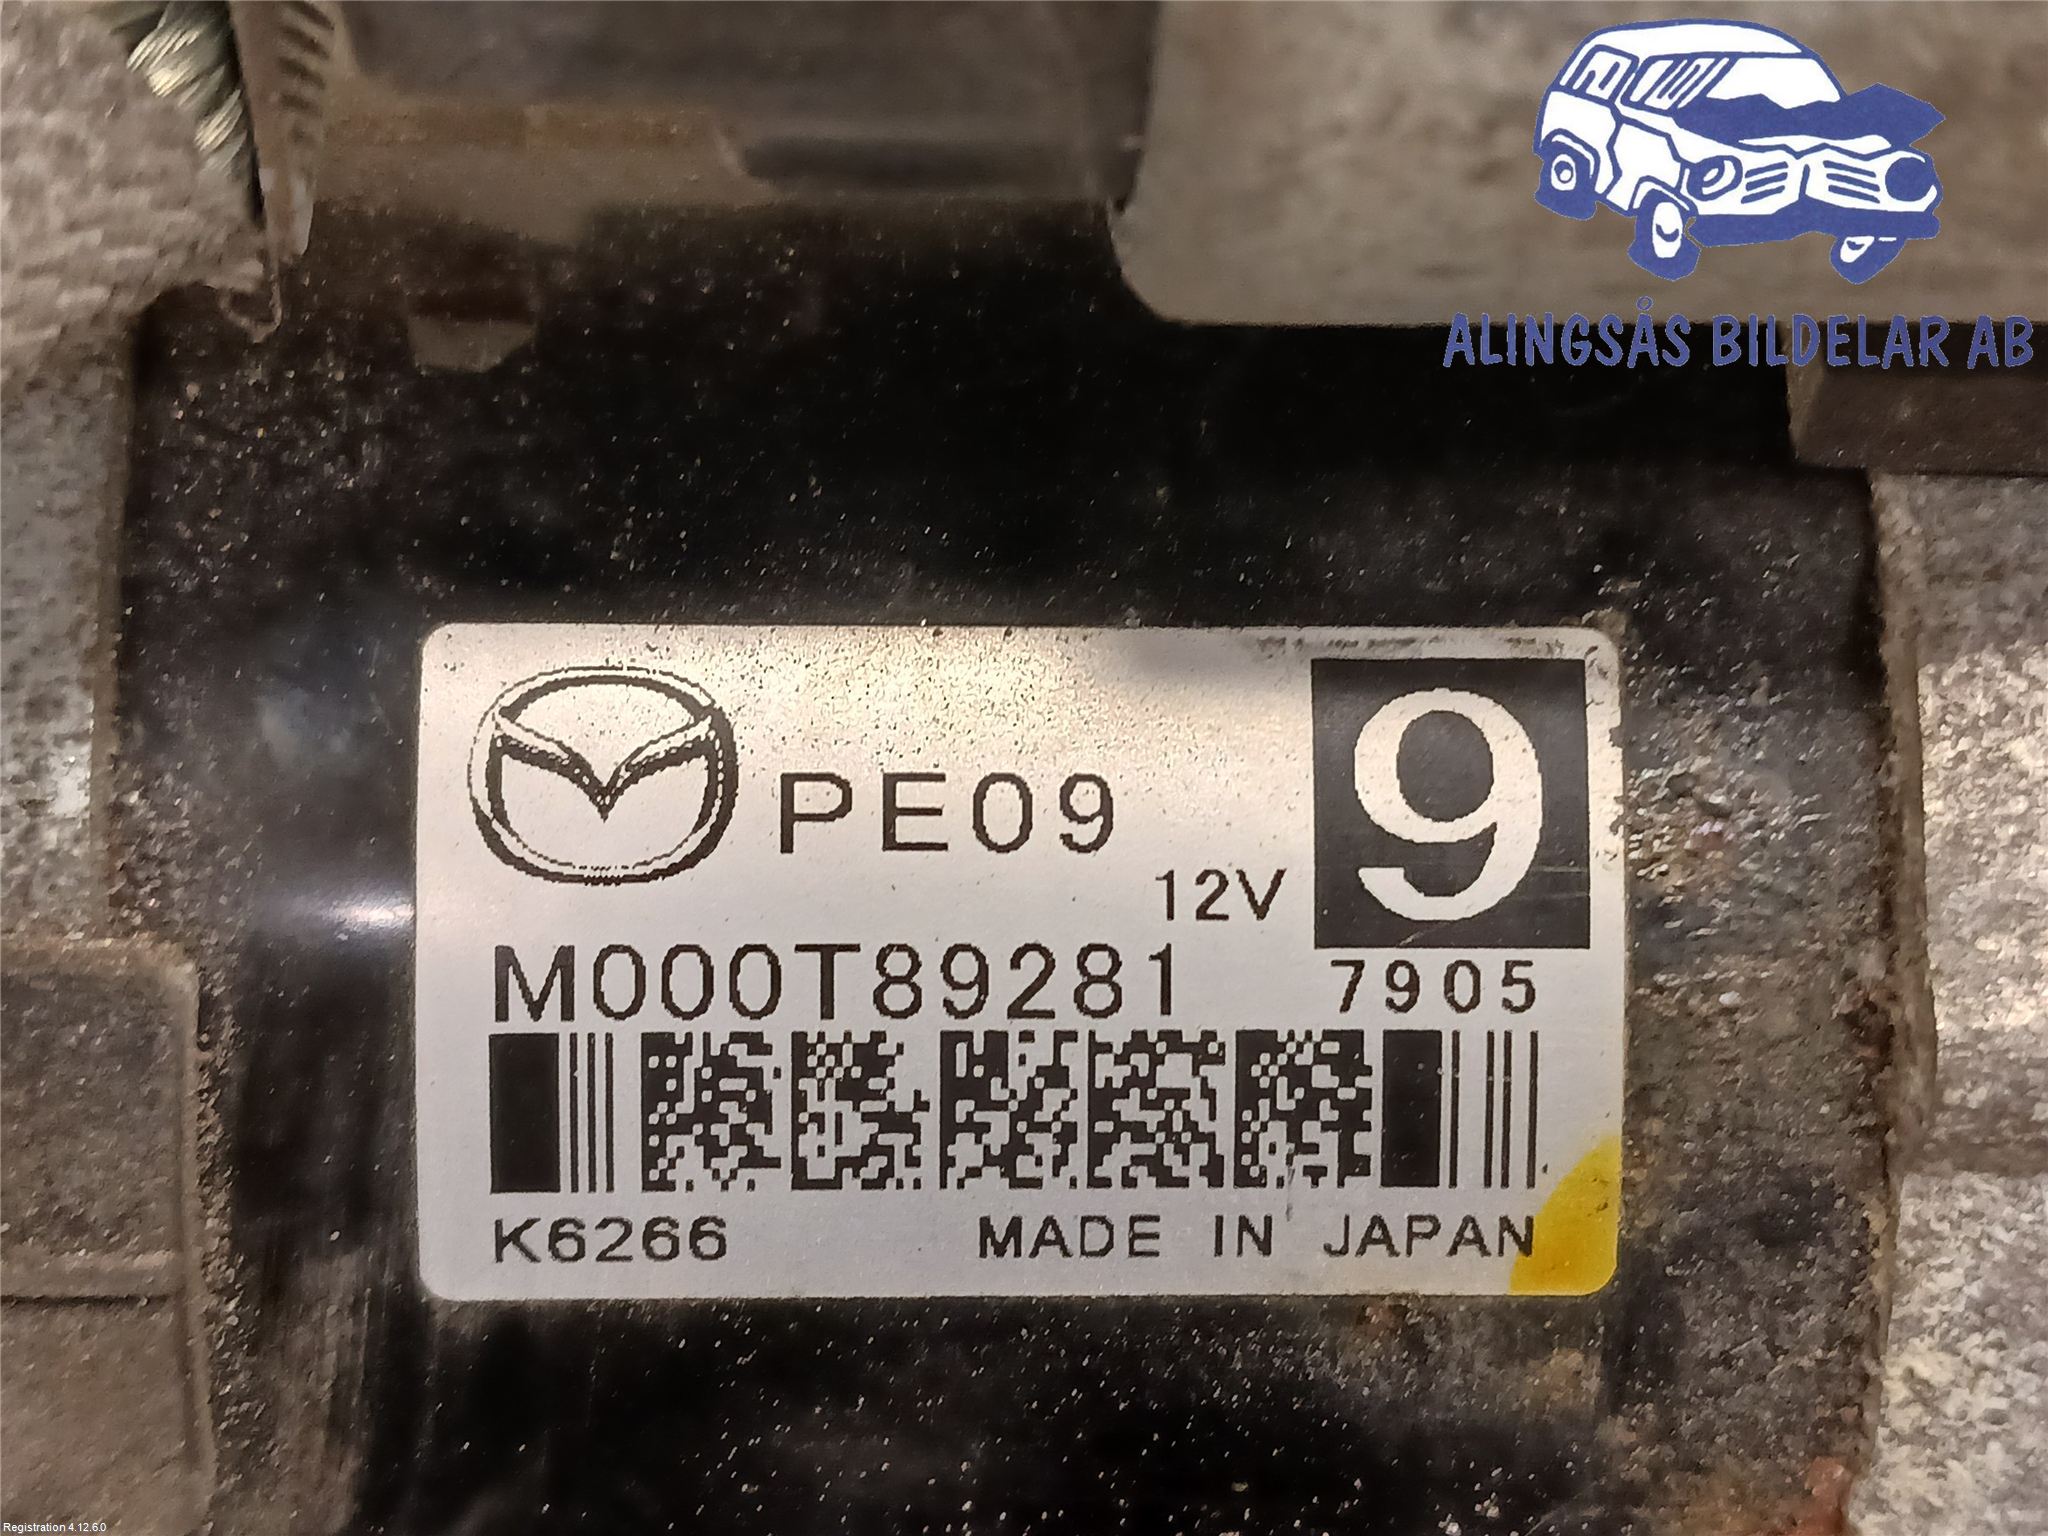 ALINGSÅS BILDELAR AB
PE09
9
12V
M000T89281
7905
K6266
MADE IN JAPAN
Registration 4.12.6.0